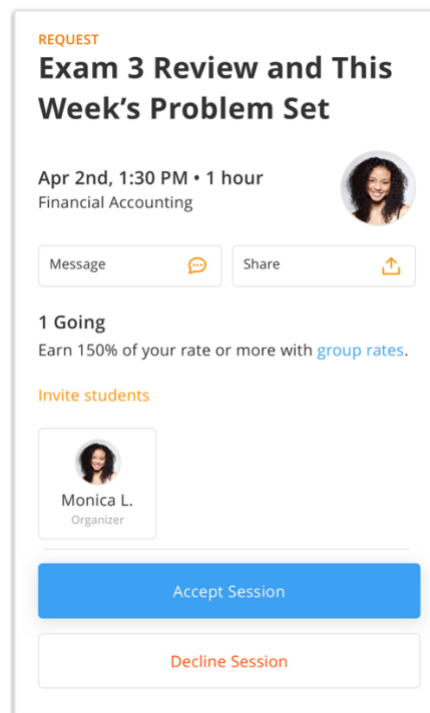 REQUEST
Exam 3 Review and This
Week’s Problem Set
Apr 2nd, 1:30 PM • 1 hour
Financial Accounting
Message
Share
1 Going
Earn 150% of your rate or more with group rates.
Invite students
Monica L.
Organizer
Accept Session
Decline Session